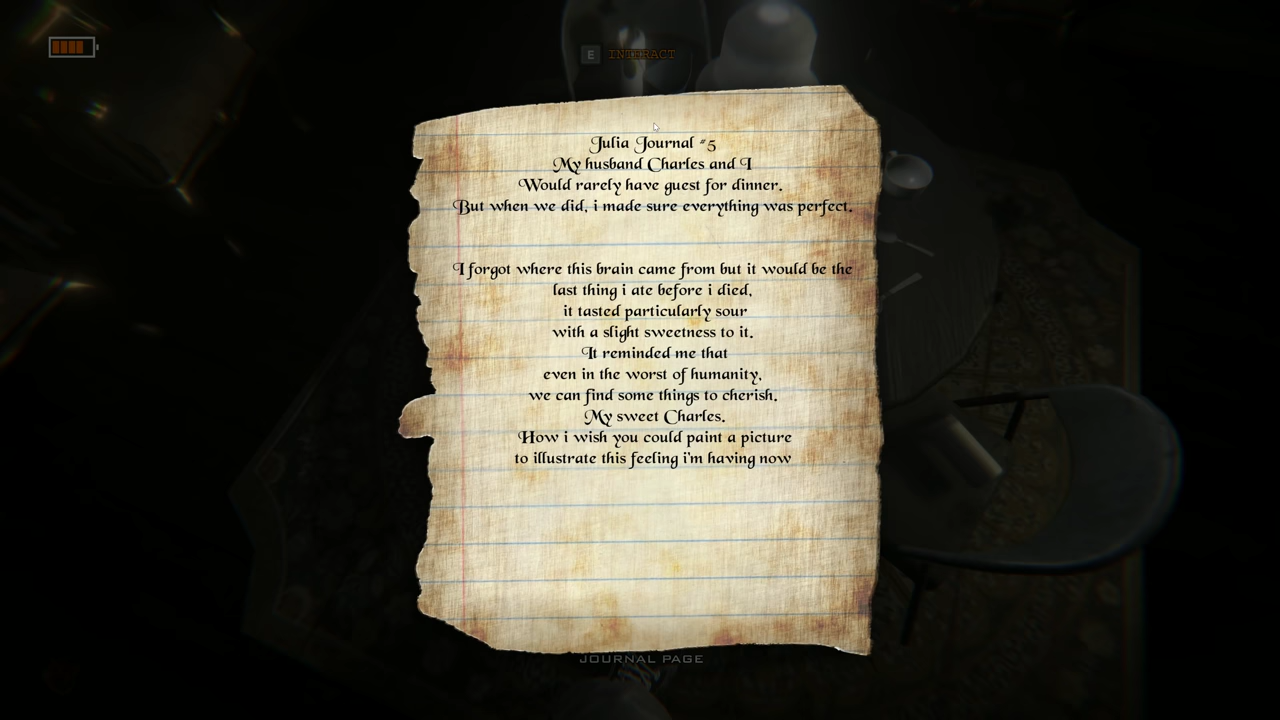 E INTERACT
Julia Journal #5
My husband Charles and I
Would rarely have guest for dinner.
But when we did, i made sure everything was perfect.
I forgot where this brain came from but it would be the
last thing i ate before i died,
it tasted particularly sour
with a slight sweetness to it.
It reminded me that
even in the worst of humanity,
we can find some things to cherish.
My sweet Charles.
How i wish you could paint a picture
to illustrate this feeling i'm having now
JOURNAL PAGE